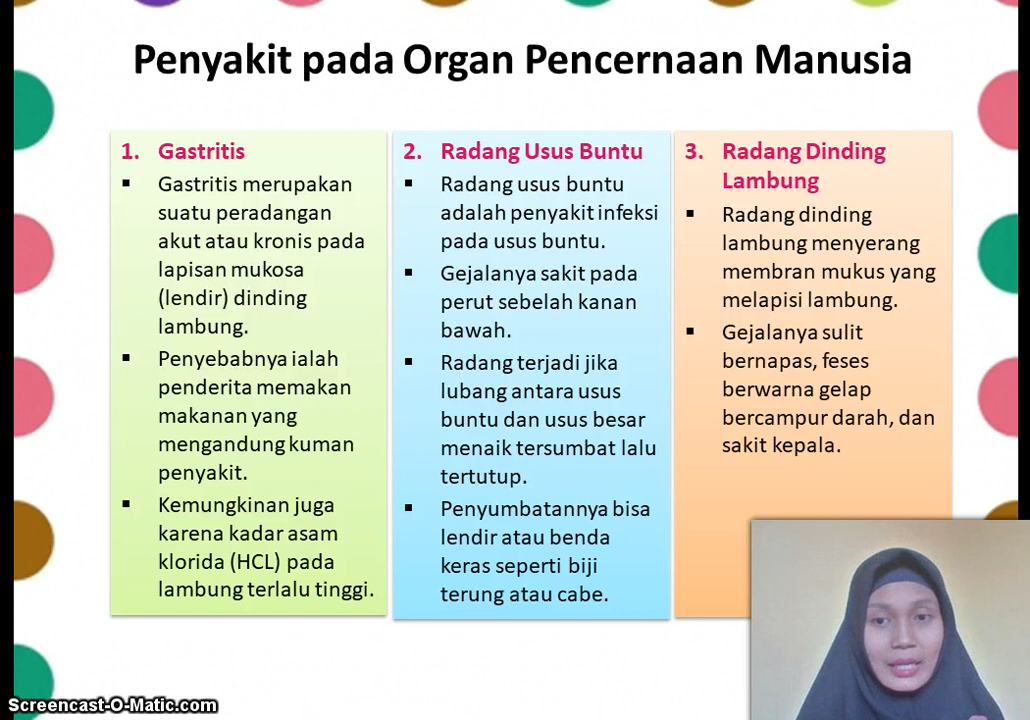 Penyakit pada Organ Pencernaan Manusia
1. Gastritis
▪ Gastritis merupakan
suatu peradangan
akut atau kronis pada
lapisan mukosa
(lendir) dinding
lambung.
▪ Penyebabnya ialah
penderita memakan
makanan yang
mengandung kuman
penyakit.
▪ Kemungkinan juga
karena kadar asam
klorida (HCL) pada
lambung terlalu tinggi.
2. Radang Usus Buntu
▪ Radang usus buntu
adalah penyakit infeksi
pada usus buntu.
▪ Gejalanya sakit pada
perut sebelah kanan
bawah.
▪ Radang terjadi jika
lubang antara usus
buntu dan usus besar
menaik tersumbat lalu
tertutup.
▪ Penyumbatannya bisa
lendir atau benda
keras seperti biji
terung atau cabe.
3. Radang Dinding
Lambung
▪ Radang dinding
lambung menyerang
membran mukus yang
melapisi lambung.
▪ Gejalanya sulit
bernapas, feses
berwarna gelap
bercampur darah, dan
sakit kepala.
Screencast-O-Matic.com